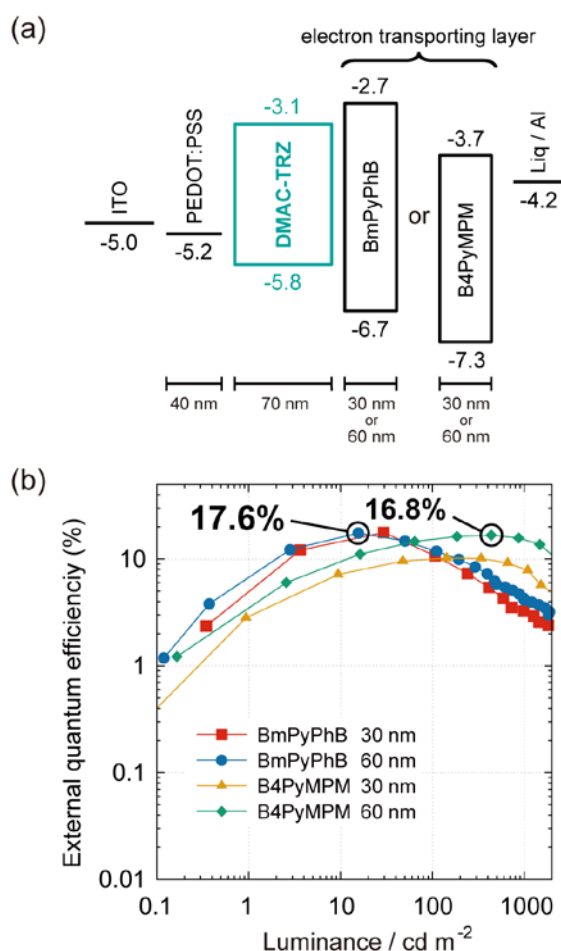 (a)
electron transporting layer
-2.7
-3.1
-3.7
ITO
PEDOT:PSS
DMAC-TRZ
BmPyPhB
or
B4PyMPM
Liq / Al
-5.0
-5.2
-4.2
-5.8
-6.7
-7.3
40 nm
70 nm
30 nm
or
60 nm
30 nm
or
60 nm
(b)
17.6%
16.8%
External quantum efficienciy (%)
10
1
0.1
0.01
BmPyPhB 30 nm
BmPyPhB 60 nm
B4PyMPM 30 nm
B4PyMPM 60 nm
0.1
1
10
100
1000
Luminance / cd m⁻²